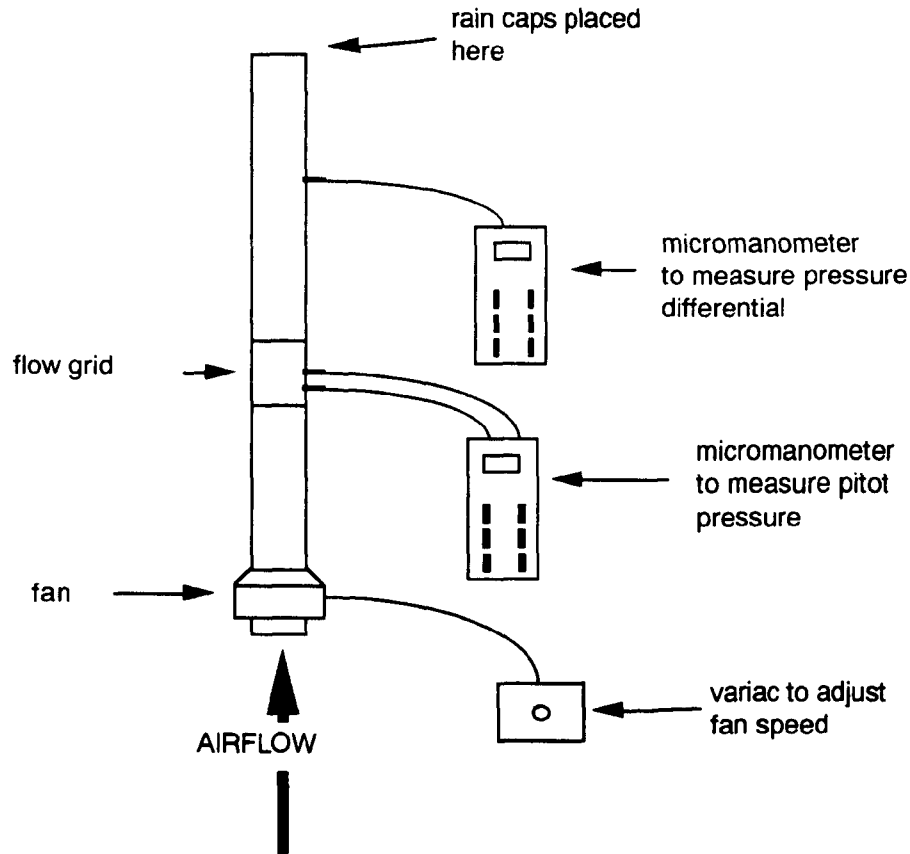 rain caps placed
here
micromanometer
to measure pressure
differential
flow grid
micromanometer
to measure pitot
pressure
fan
variac to adjust
fan speed
AIRFLOW